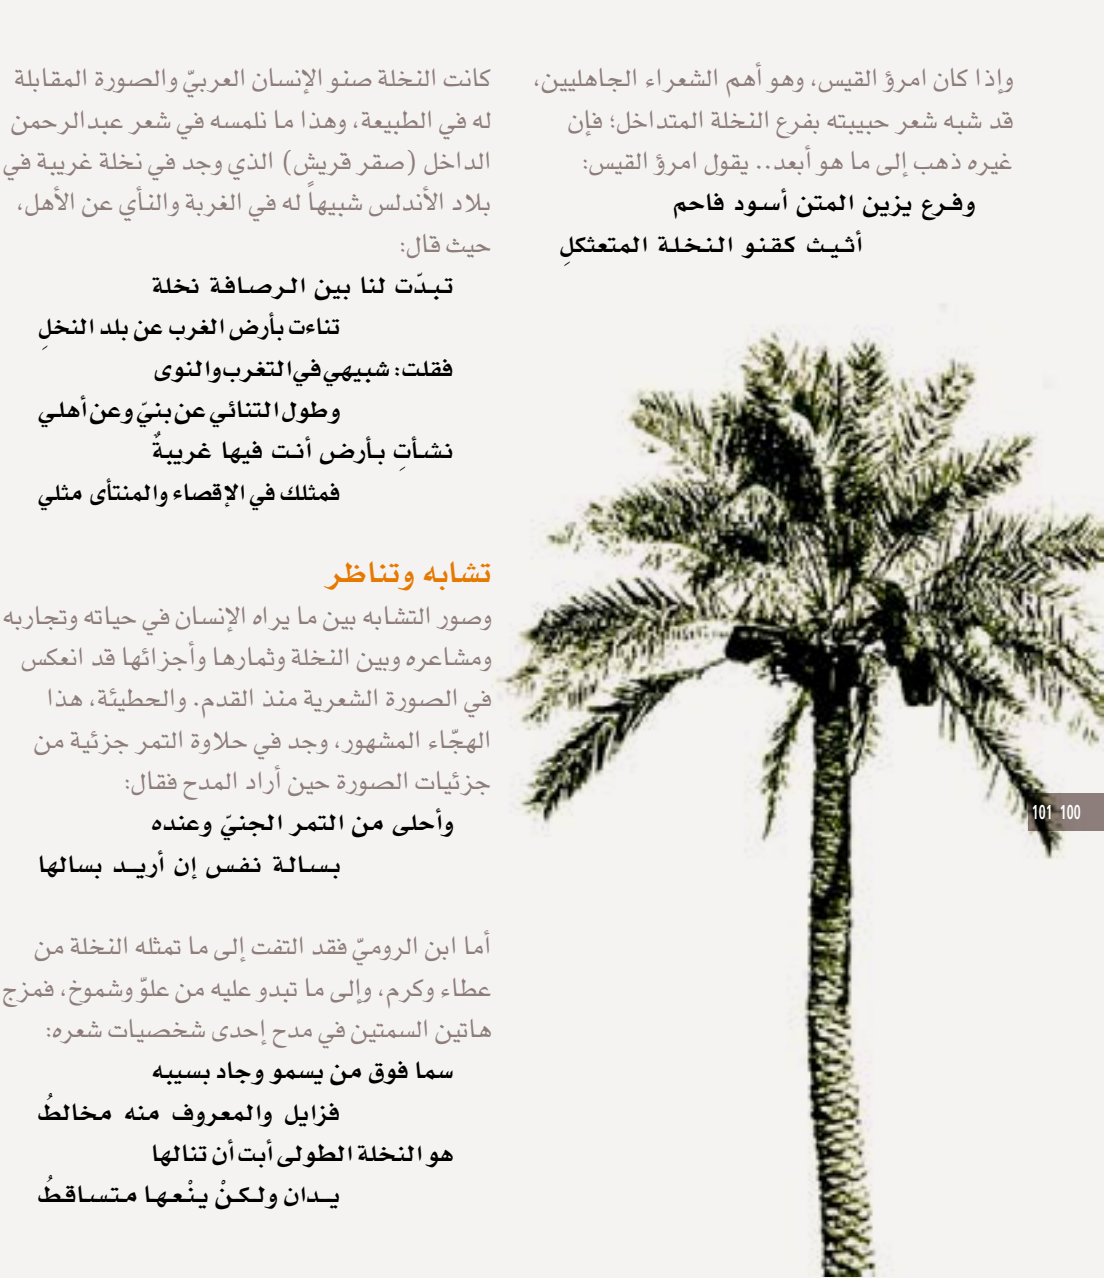 وإذا كان امرؤ القيس، وهو أهم الشعراء الجاهليين،
قد شبه شعر حبيبته بفرع النخلة المتداخل؛ فإن
غيره ذهب إلى ما هو أبعد.. يقول امرؤ القيس:
وفرع يزين المتن أسود فاحم
أثيث كقنو النخلة المتعثكلِ
كانت النخلة صنو الإنسان العربيّ والصورة المقابلة
له في الطبيعة، وهذا ما نلمسه في شعر عبدالرحمن
الداخل (صقر قريش) الذي وجد في نخلة غريبة في
بلاد الأندلس شبيهاً له في الغربة والنأي عن الأهل،
حيث قال:
تبدّت لنا بين الرصافة نخلة
تناءت بأرض الغرب عن بلد النخلِ
فقلت: شبيهي في التغرب والنوى
وطول التنائي عن بنيّ وعن أهلي
نشأتِ بأرض أنت فيها غريبةٌ
فمثلك في الإقصاء والمنتأى مثلي
تشابه وتناظر
وصور التشابه بين ما يراه الإنسان في حياته وتجاربه
ومشاعره وبين النخلة وثمارها وأجزائها قد انعكس
في الصورة الشعرية منذ القدم. والحطيئة، هذا
الهجّاء المشهور، وجد في حلاوة التمر جزئية من
جزئيات الصورة حين أراد المدح فقال:
وأحلى من التمر الجنيّ وعنده
بسالة نفس إن أريد بسالها
أما ابن الروميّ فقد التفت إلى ما تمثله النخلة من
عطاء وكرم، وإلى ما تبدو عليه من علوّ وشموخ، فمزج
هاتين السمتين في مدح إحدى شخصيات شعره:
سما فوق من يسمو وجاد بسيبه
فزايل والمعروف منه مخالطُ
هو النخلة الطولى أبت أن تنالها
يدان ولكنْ ينْعها متساقطُ
101 100